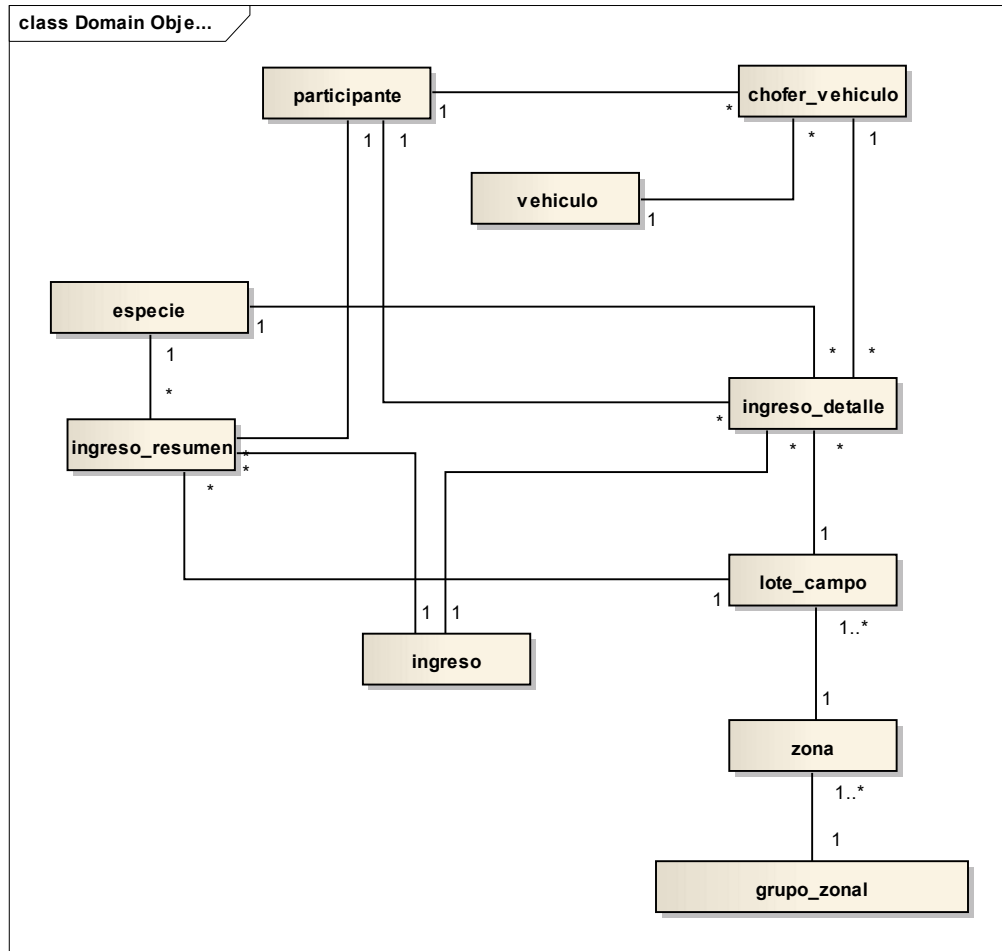 class Domain Obje...
participante
chofer_vehiculo
1
*
1
1
*
1
vehiculo
1
especie
1
1
*
*
*
ingreso_detalle
*
ingreso_resumen
*
*
*
*
*
1
lote_campo
1
1
1
1..*
ingreso
1
zona
1..*
1
grupo_zonal